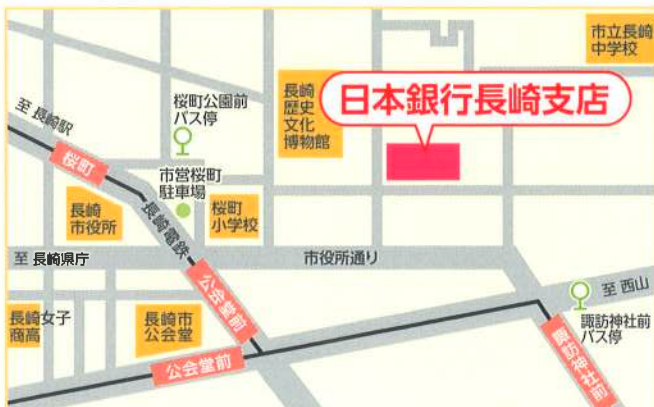 市立長崎
中学校
日本銀行長崎支店
長崎
歴史
文化
博物館
桜町公園前
バス停
至 長崎駅
桜町
市営桜町
駐車場
長崎
市役所
長崎電鉄
桜町
小学校
至 長崎県庁
市役所通り
公会堂前
至 西山
諏訪神社前
バス停
長崎女子
商高
長崎市
公会堂
公会堂前
諏訪神社前